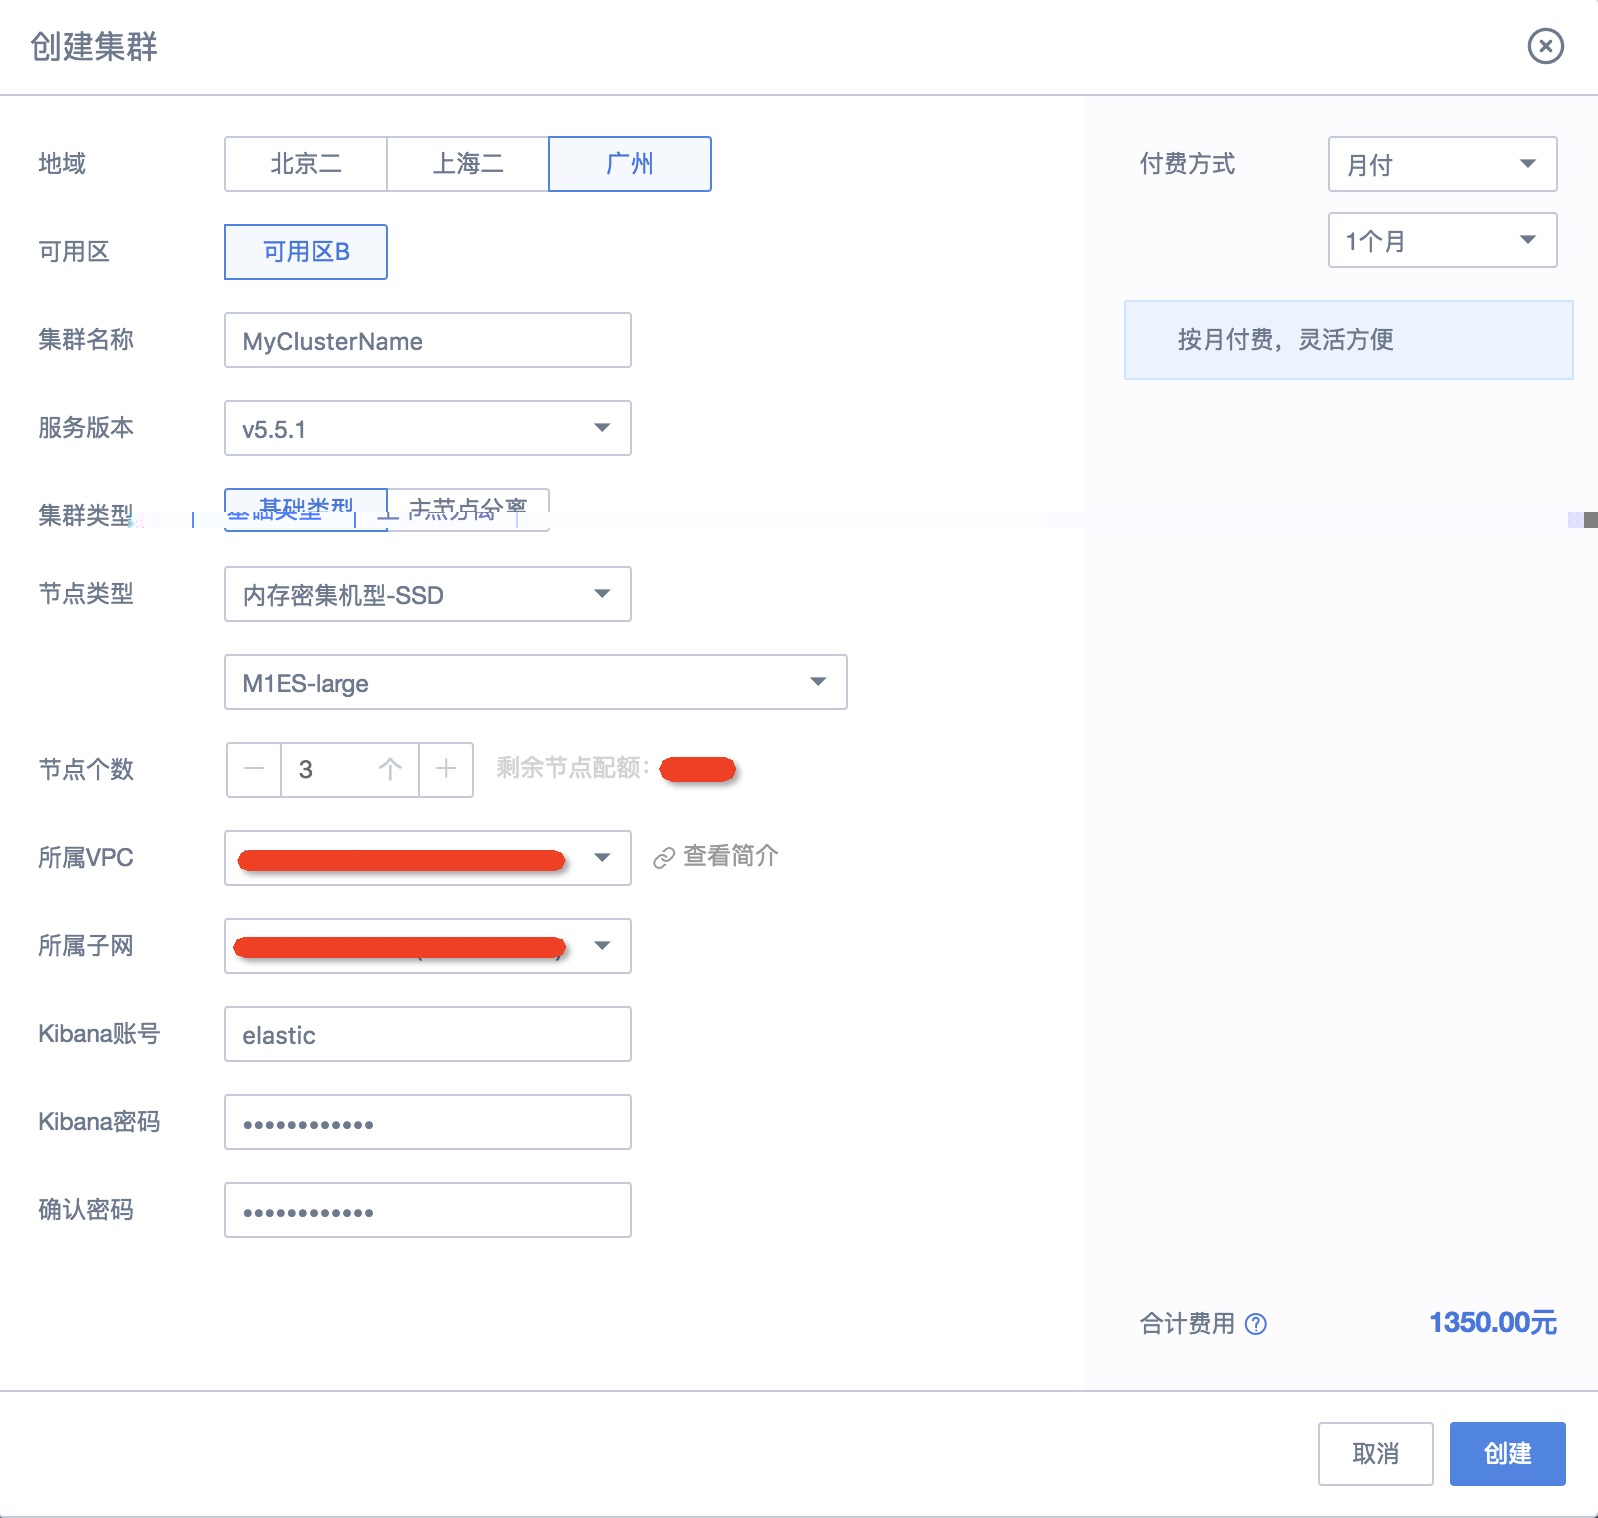 创建集群
地域 北京二 上海二 广州
可用区 可用区B
集群名称 MyClusterName
服务版本 v5.5.1
集群类型 基础类型 主节点分离
节点类型 内存密集机型-SSD
M1ES-large
节点个数 3 个 剩余节点配额：
所属VPC 查看简介
所属子网
Kibana账号 elastic
Kibana密码 ••••••••••••
确认密码 ••••••••••••
付费方式 月付
1个月
按月付费，灵活方便
合计费用 1350.00元
取消 创建